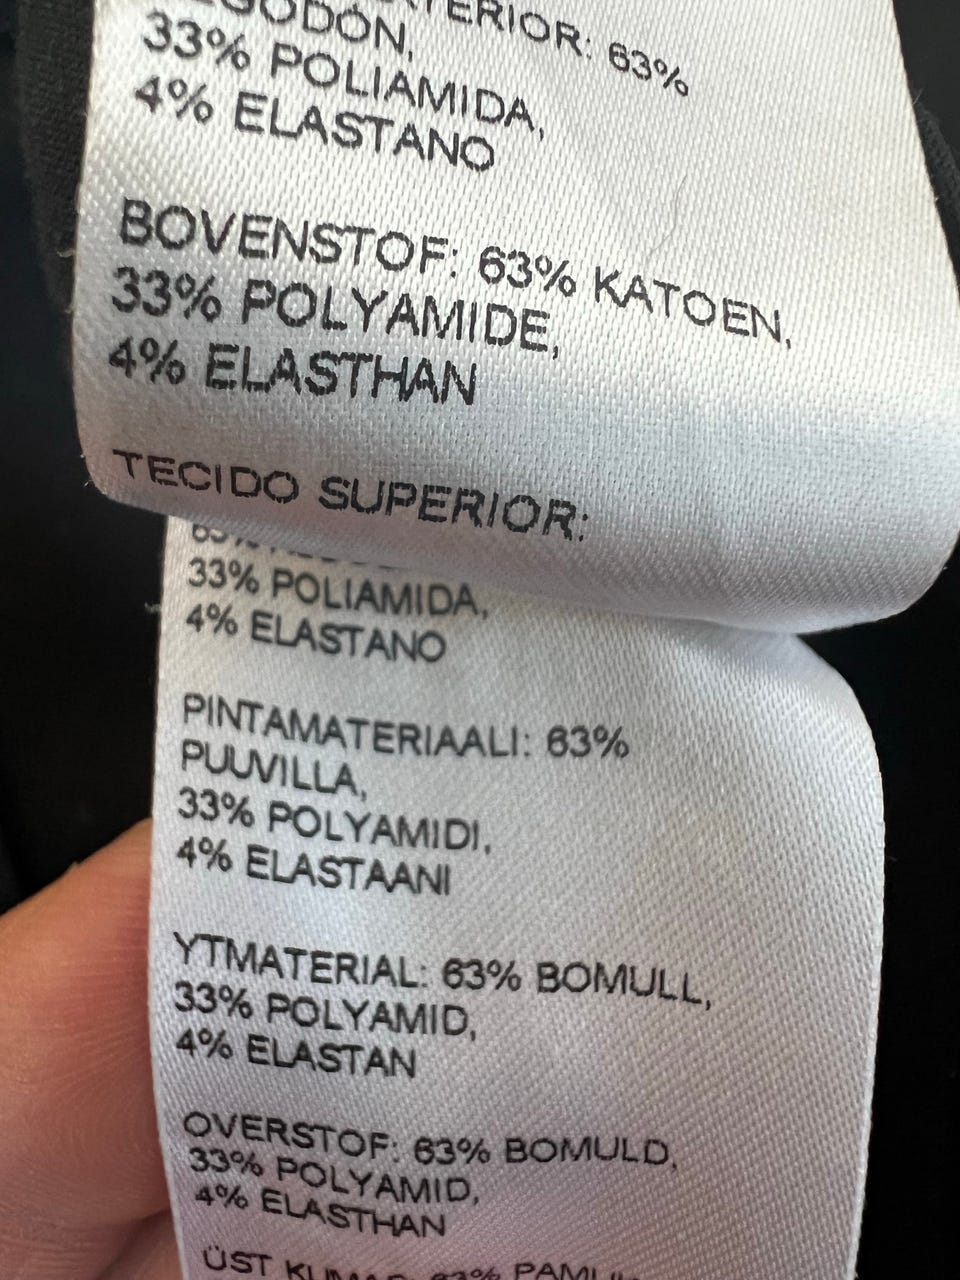 63%
33% POLIAMIDA,
4% ELASTANO
BOVENSTOF: 63% KATOEN,
33% POLYAMIDE,
4% ELASTHAN
TECIDO SUPERIOR:
33% POLIAMIDA,
4% ELASTANO
PINTAMATERIAALI: 63%
PUUVILLA,
33% POLYAMIDI,
4% ELASTAANI
YTMATERIAL: 63% BOMULL,
33% POLYAMID,
4% ELASTAN
OVERSTOF: 63% BOMULD,
33% POLYAMID,
4% ELASTHAN
ÜST